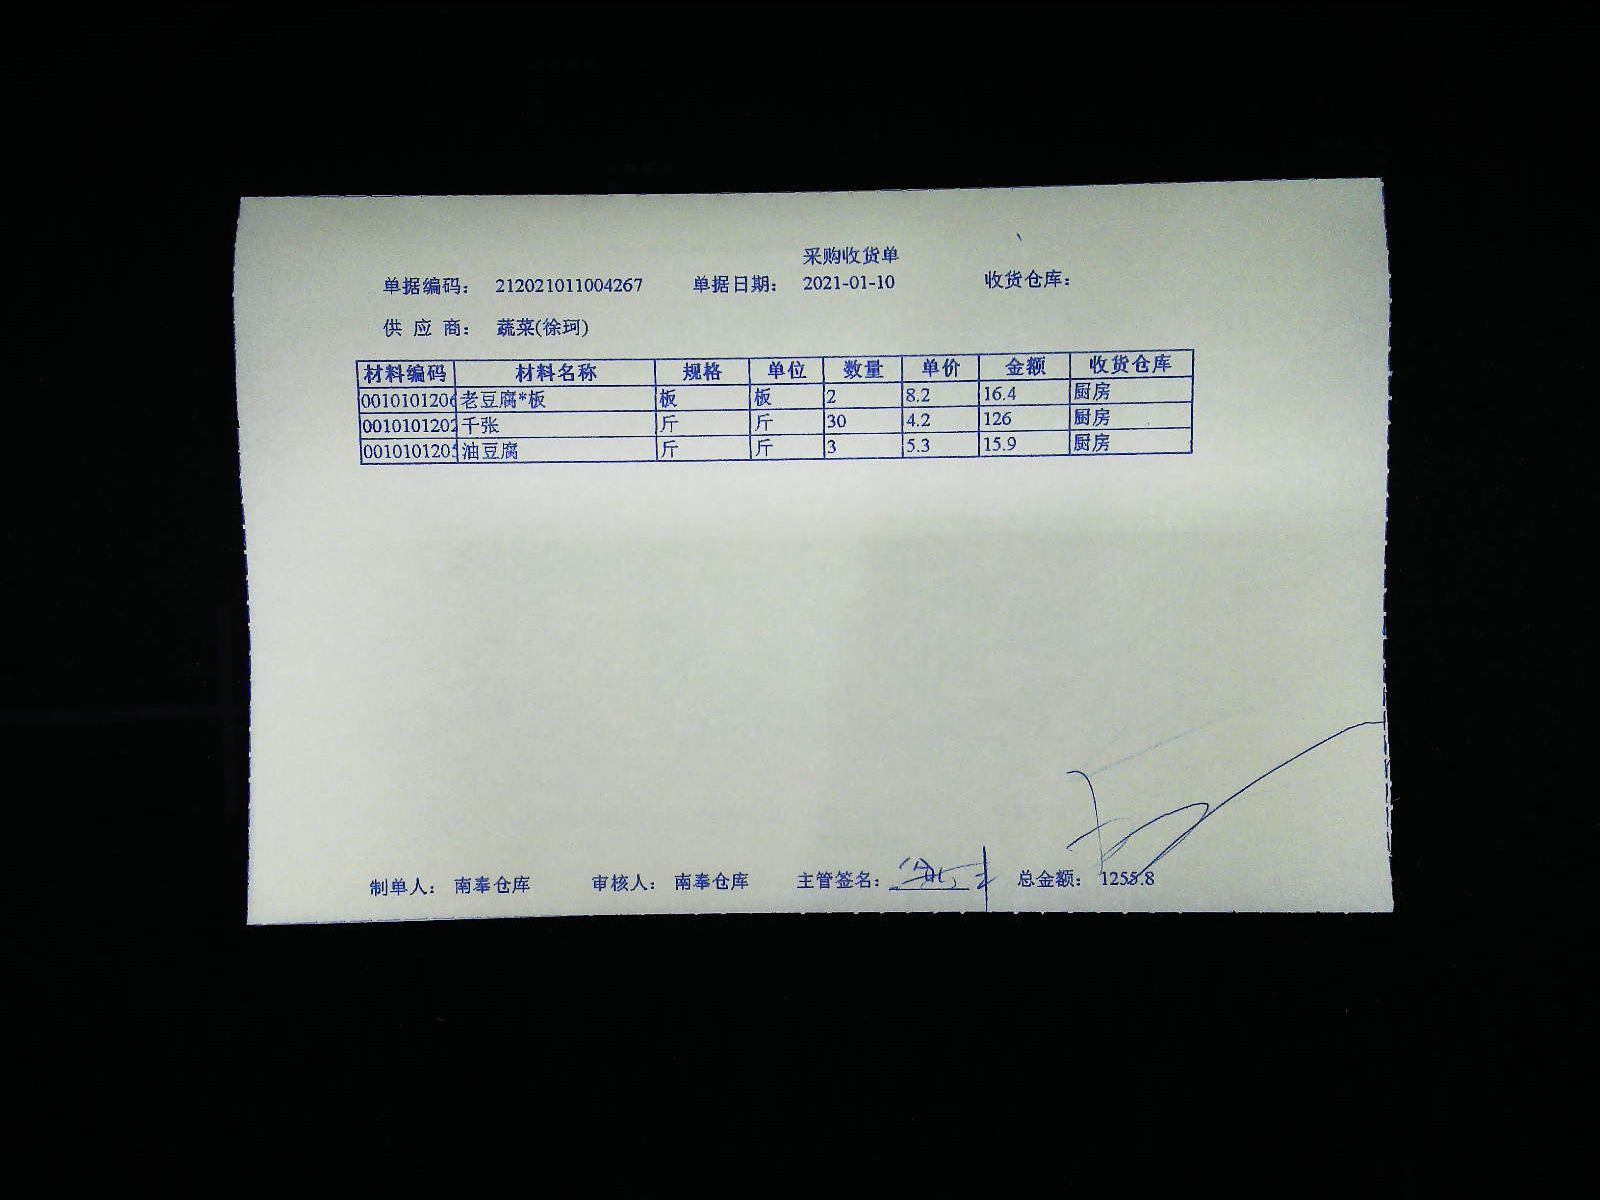 采购收货单
单据编码： 212021011004267 单据日期： 2021-01-10 收货仓库：
供 应 商： 蔬菜(徐珂)
材料编码 材料名称 规格 单位 数量 单价 金额 收货仓库
0010101206 老豆腐*板 板 板 2 8.2 16.4 厨房
0010101202 千张 斤 斤 30 4.2 126 厨房
0010101205 油豆腐 斤 斤 3 5.3 15.9 厨房
制单人： 南奉仓库 审核人： 南奉仓库 主管签名： 总金额： 1255.8